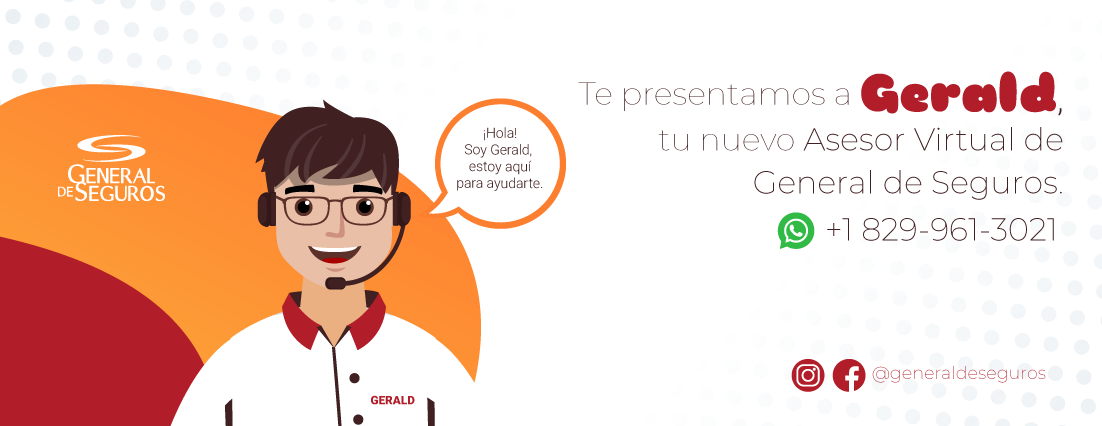 GENERAL
DE SEGUROS
¡Hola!
Soy Gerald,
estoy aquí
para ayudarte.
GERALD
Te presentamos a Gerald,
tu nuevo Asesor Virtual de
General de Seguros.
+1 829-961-3021
@generaldeseguros